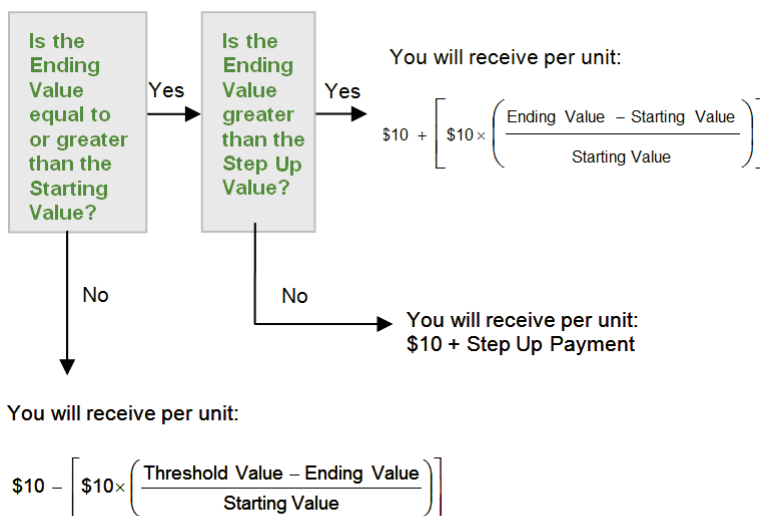 Is the
Ending
Value
equal to
or greater
than the
Starting
Value?
Yes
Is the
Ending
Value
greater
than the
Step Up
Value?
Yes
You will receive per unit:
$10 + [ $10 × ( Ending Value – Starting Value
Starting Value ) ]
No
No
You will receive per unit:
$10 + Step Up Payment
You will receive per unit:
$10 – [ $10× ( Threshold Value – Ending Value
Starting Value ) ]